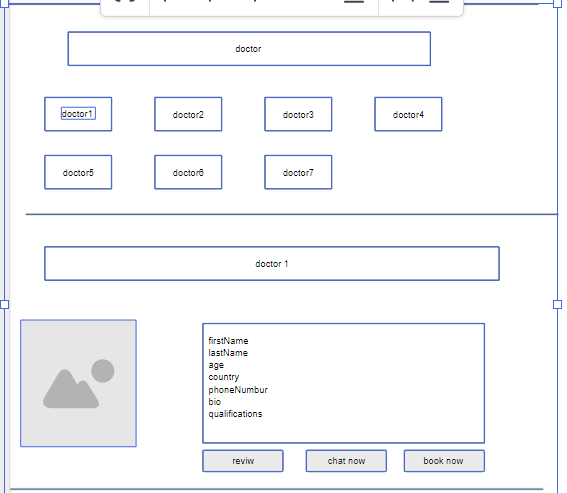 doctor
doctor1 doctor2 doctor3 doctor4
doctor5 doctor6 doctor7
doctor 1
firstName
lastName
age
country
phoneNumbur
bio
qualifications
reviw chat now book now